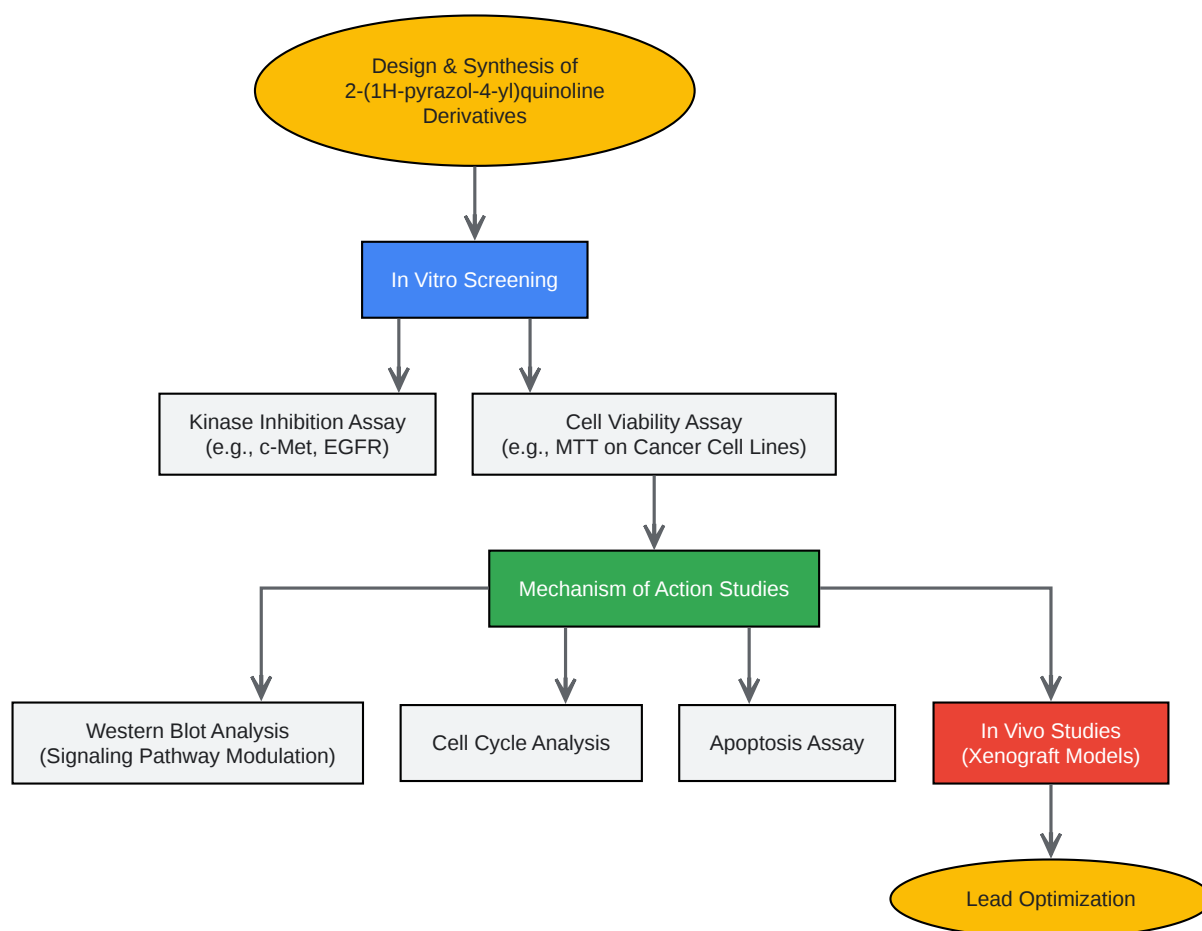 Design & Synthesis of
2-(1H-pyrazol-4-yl)quinoline
Derivatives
In Vitro Screening
Kinase Inhibition Assay
(e.g., c-Met, EGFR)
Cell Viability Assay
(e.g., MTT on Cancer Cell Lines)
Mechanism of Action Studies
Western Blot Analysis
(Signaling Pathway Modulation)
Cell Cycle Analysis
Apoptosis Assay
In Vivo Studies
(Xenograft Models)
Lead Optimization